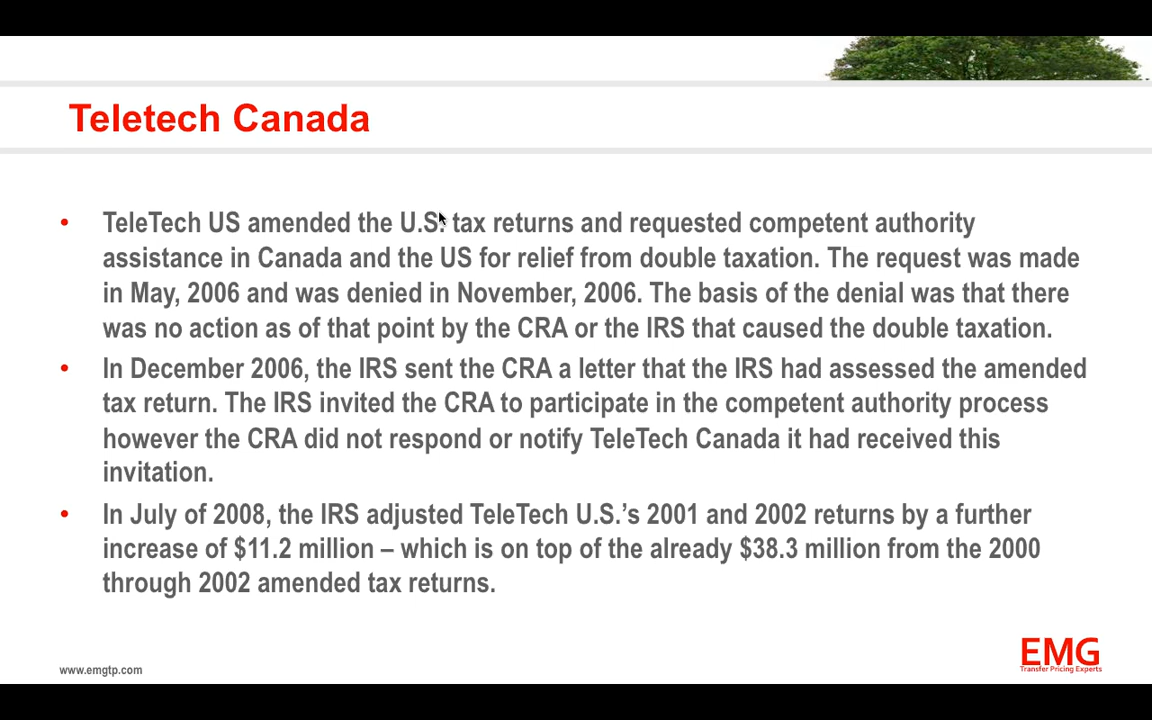 Teletech Canada
• TeleTech US amended the U.S. tax returns and requested competent authority
assistance in Canada and the US for relief from double taxation. The request was made
in May, 2006 and was denied in November, 2006. The basis of the denial was that there
was no action as of that point by the CRA or the IRS that caused the double taxation.
• In December 2006, the IRS sent the CRA a letter that the IRS had assessed the amended
tax return. The IRS invited the CRA to participate in the competent authority process
however the CRA did not respond or notify TeleTech Canada it had received this
invitation.
• In July of 2008, the IRS adjusted TeleTech U.S.'s 2001 and 2002 returns by a further
increase of $11.2 million – which is on top of the already $38.3 million from the 2000
through 2002 amended tax returns.
www.emgtp.com
EMG
Transfer Pricing Experts